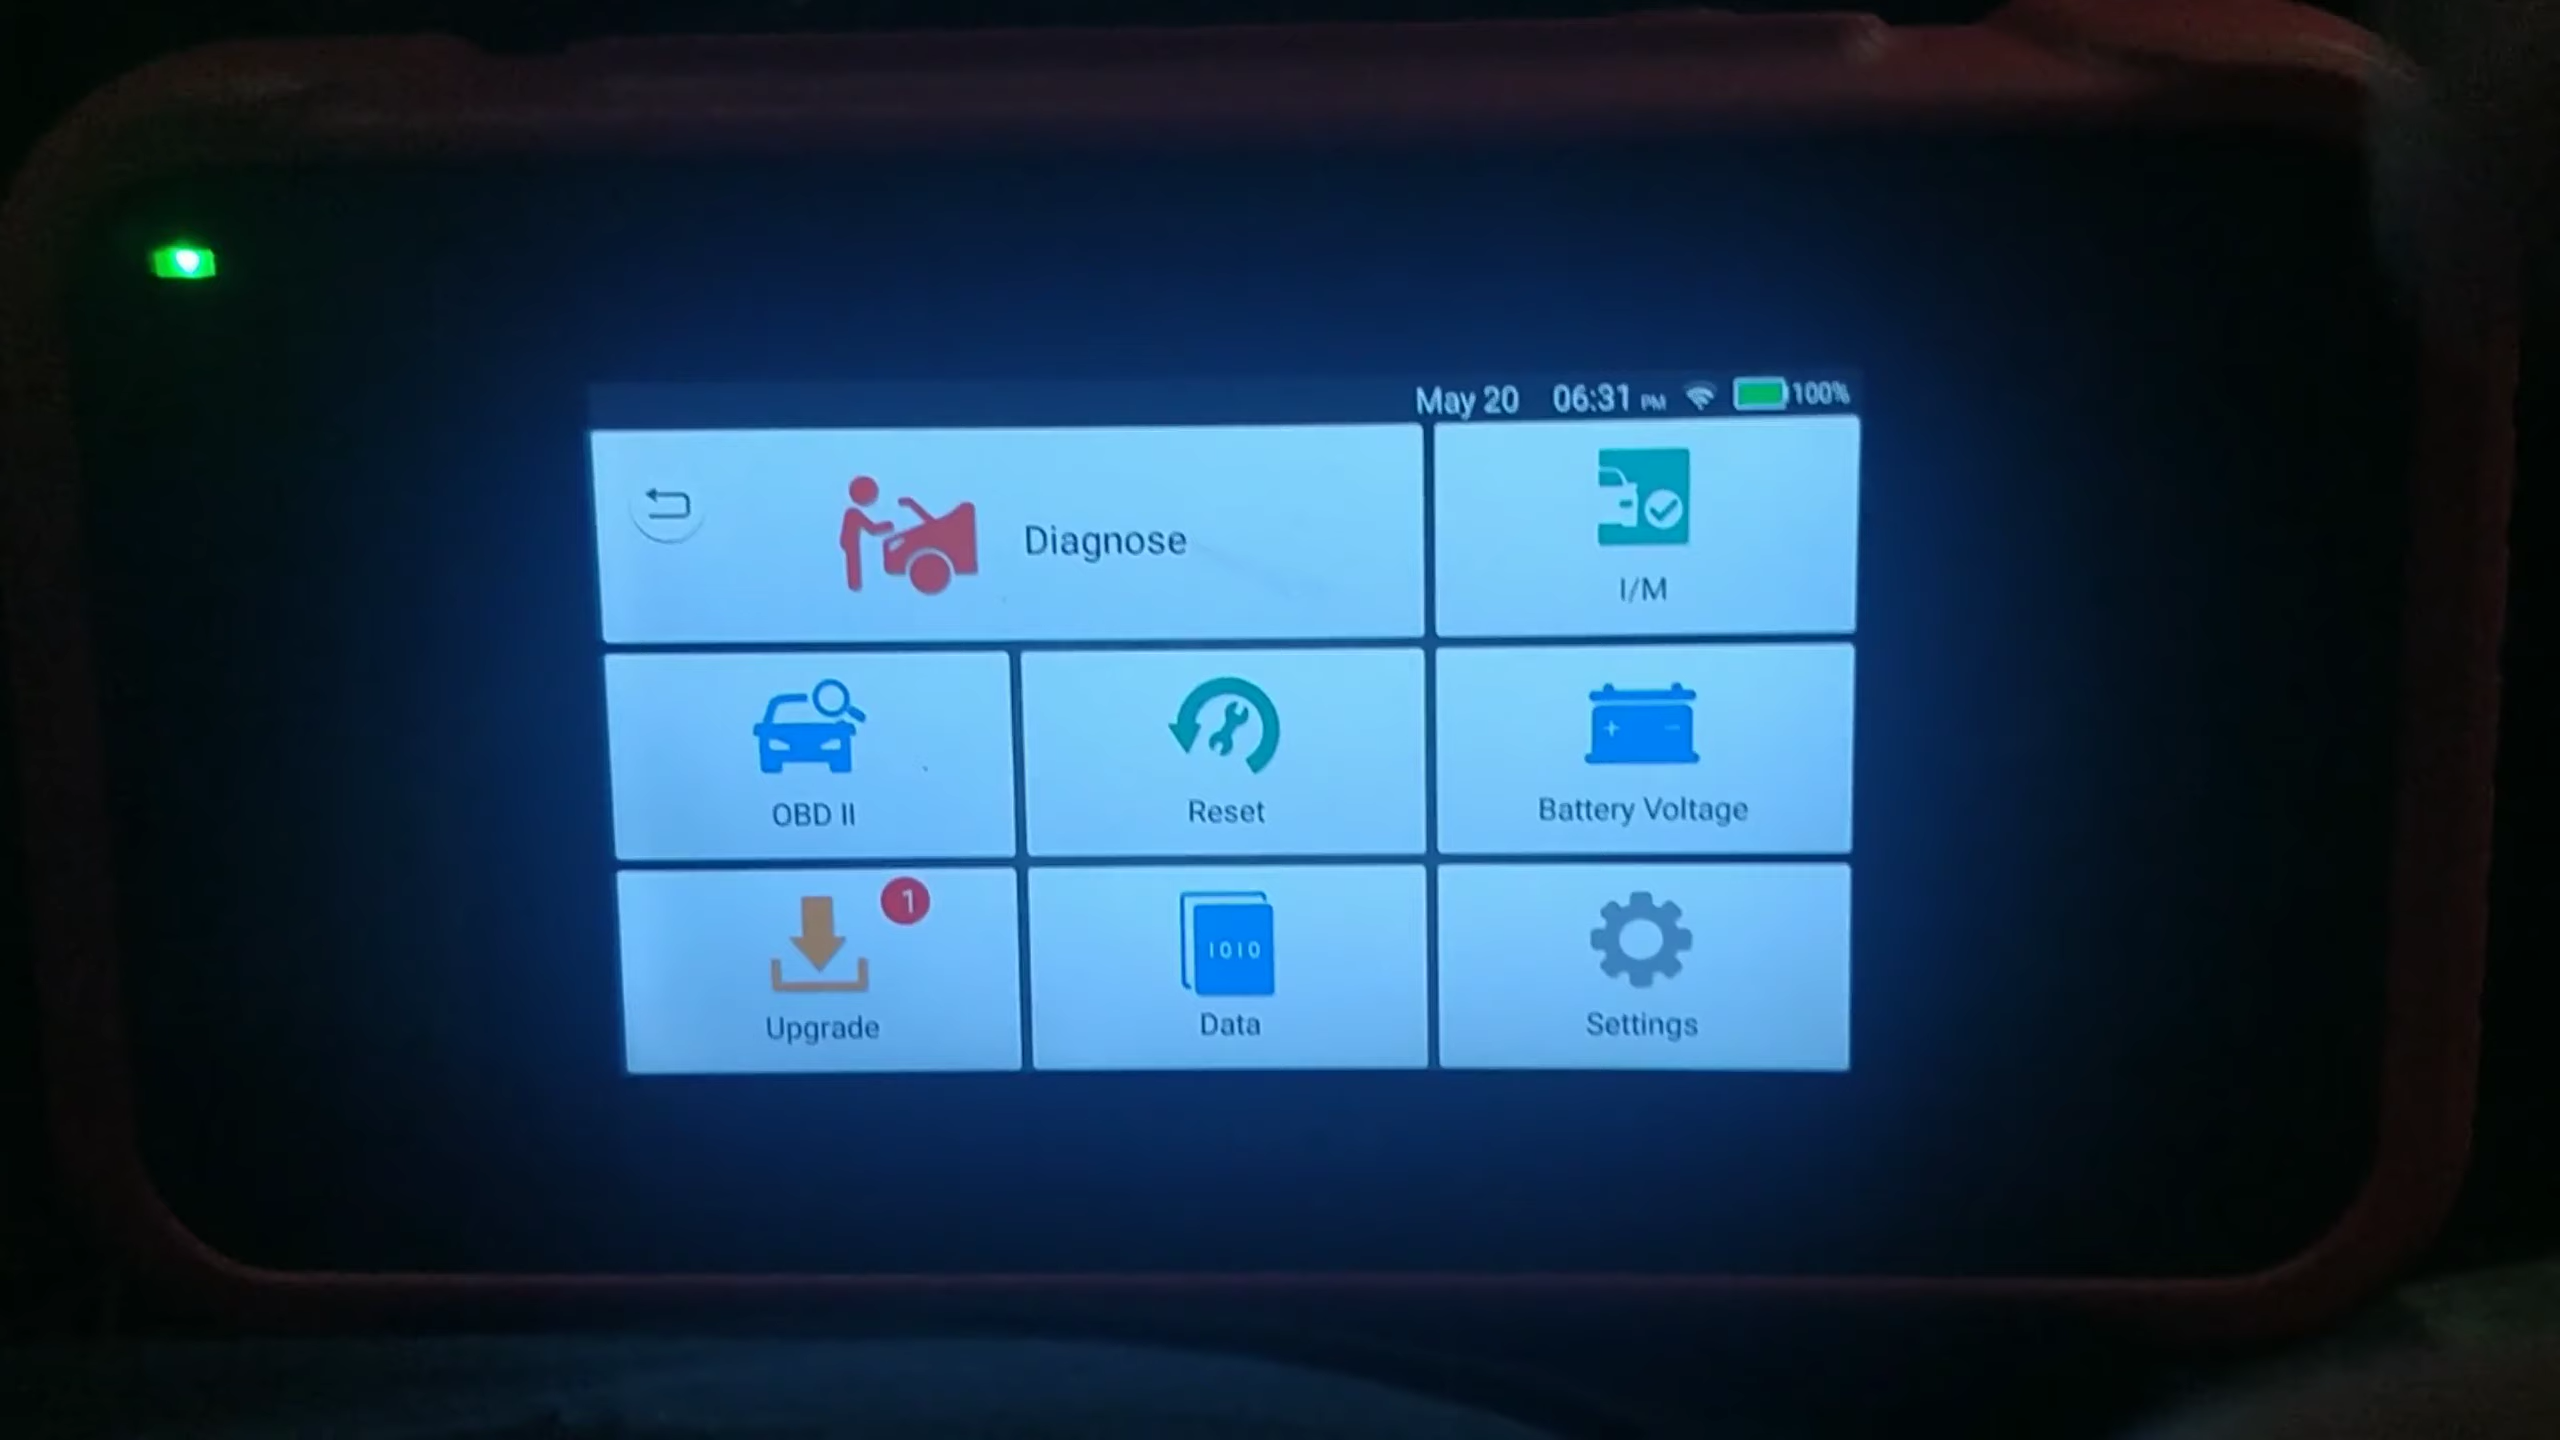 May 20 06:31 PM 100%
Diagnose
I/M
OBD II
Reset
+ -
Battery Voltage
1
Upgrade
1010
Data
Settings